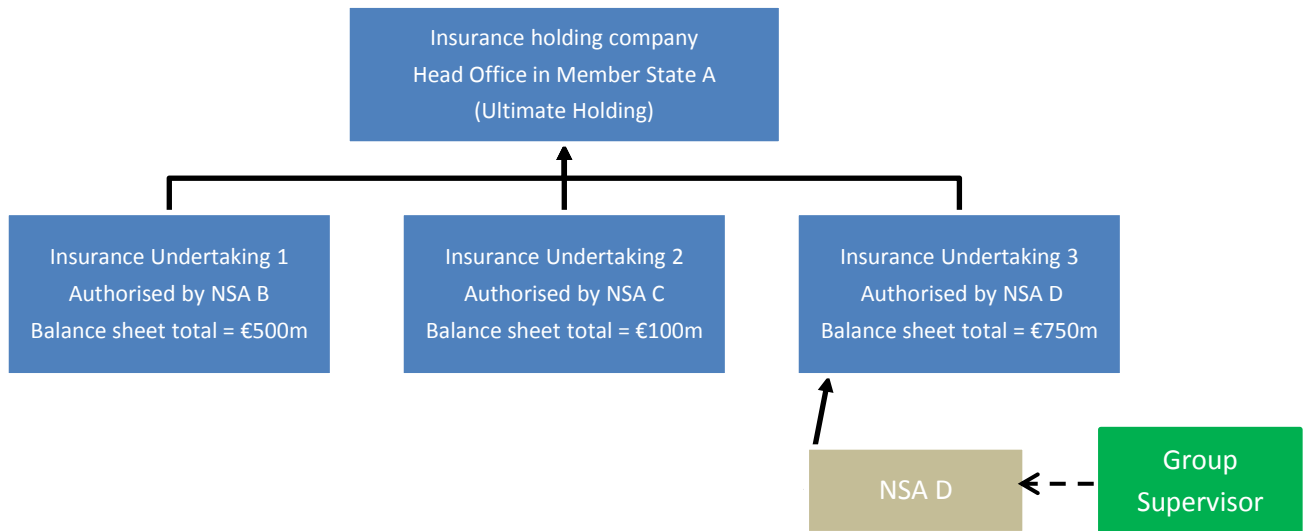 Insurance holding company
Head Office in Member State A
(Ultimate Holding)
Insurance Undertaking 1
Authorised by NSA B
Balance sheet total = €500m
Insurance Undertaking 2
Authorised by NSA C
Balance sheet total = €100m
Insurance Undertaking 3
Authorised by NSA D
Balance sheet total = €750m
NSA D
Group
Supervisor